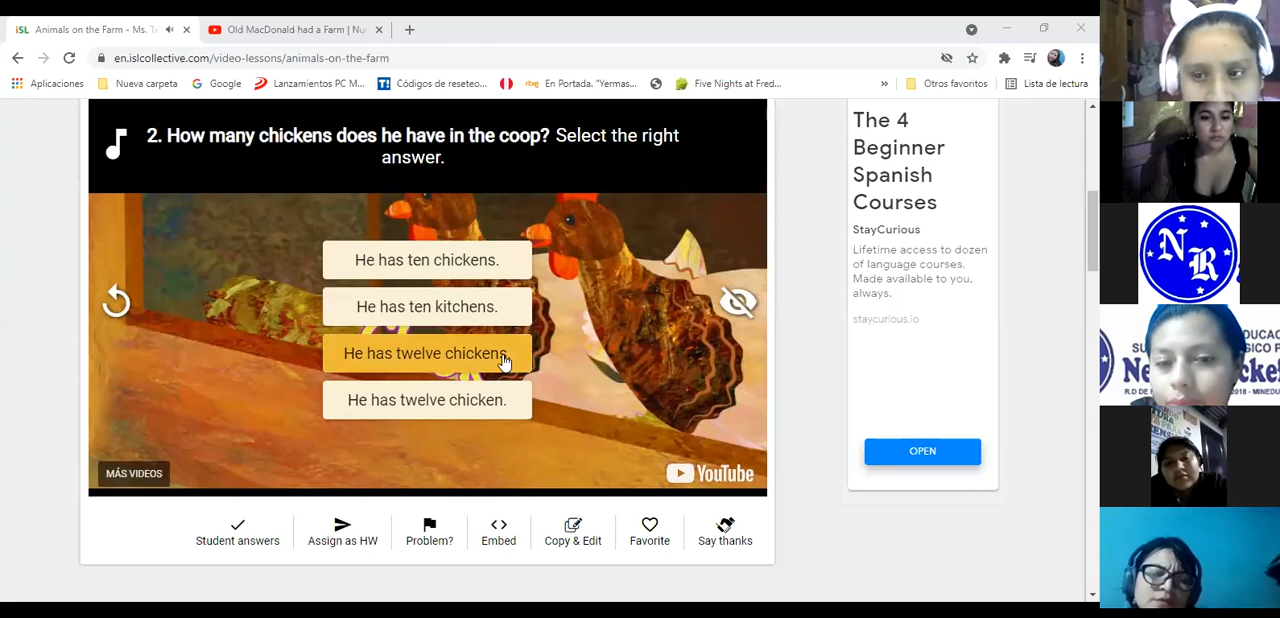 iSL Animals on the Farm - Ms. Te
Old MacDonald had a Farm | Nu
en.islcollective.com/video-lessons/animals-on-the-farm
Aplicaciones
Nueva carpeta
Google
Lanzamientos PC M...
Códigos de reseteo...
En Portada. "Yermas...
Five Nights at Fred...
»
Otros favoritos
Lista de lectura
2. How many chickens does he have in the coop? Select the right
answer.
He has ten chickens.
He has ten kitchens.
He has twelve chickens.
He has twelve chicken.
MÁS VIDEOS
YouTube
Student answers
Assign as HW
Problem?
Embed
Copy & Edit
Favorite
Say thanks
The 4
Beginner
Spanish
Courses
StayCurious
Lifetime access to dozen
of language courses.
Made available to you,
always.
staycurious.io
OPEN
N R